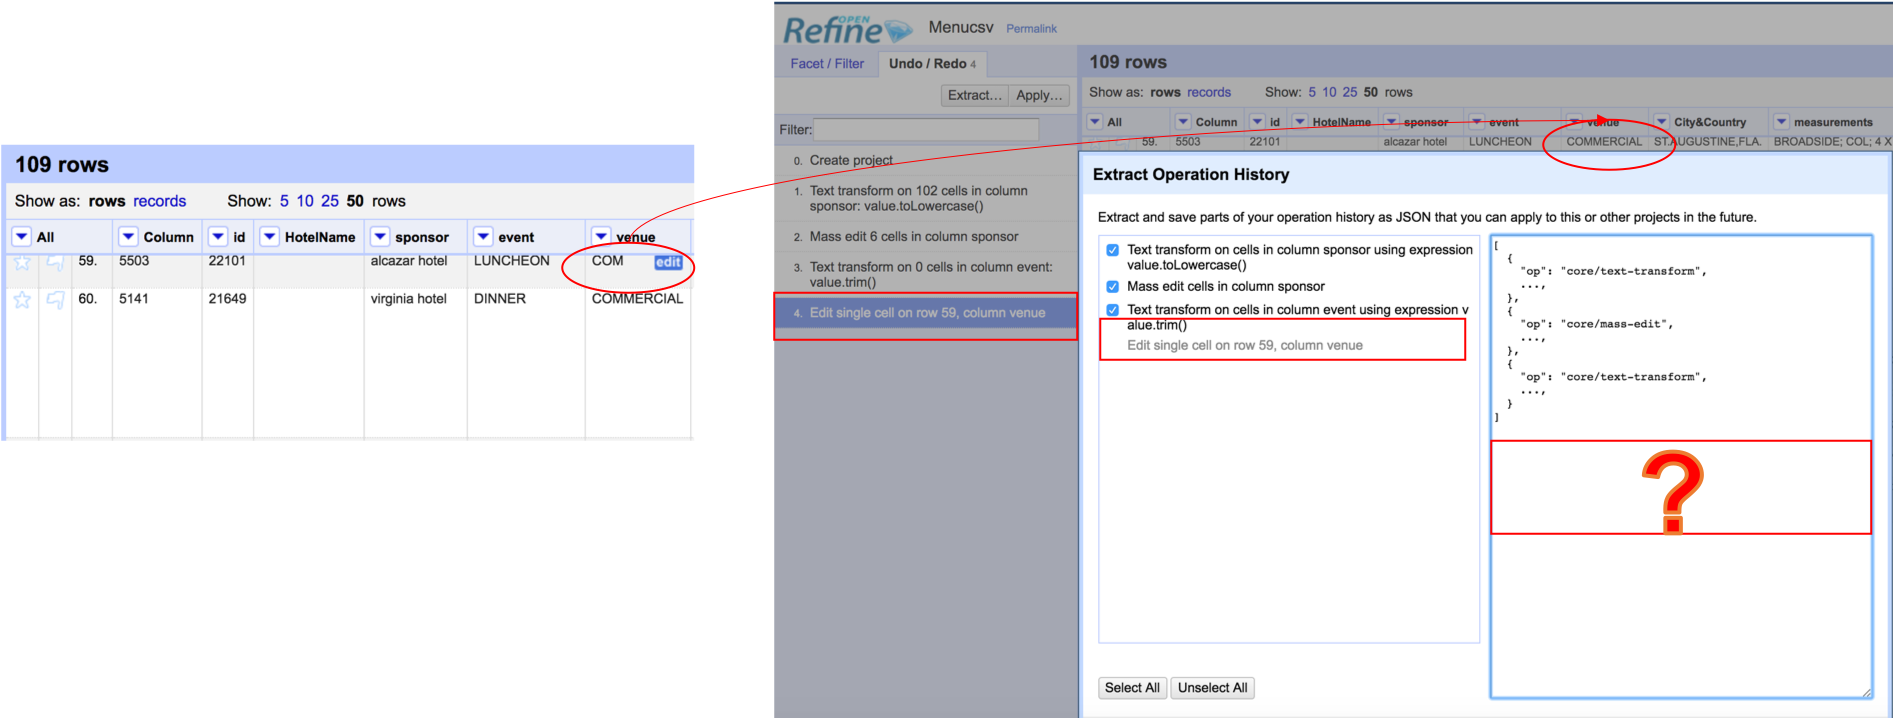 109 rows
Show as: rows records Show: 5 10 25 50 rows
All Column id HotelName sponsor event venue
59. 5503 22101 alcazar hotel LUNCHEON COM edit
60. 5141 21649 virginia hotel DINNER COMMERCIAL
OPEN
Refine Menucsv Permalink
Facet / Filter Undo / Redo 4
Extract... Apply...
Filter:
0. Create project
1. Text transform on 102 cells in column
sponsor: value.toLowercase()
2. Mass edit 6 cells in column sponsor
3. Text transform on 0 cells in column event:
value.trim()
4. Edit single cell on row 59, column venue
109 rows
Show as: rows records Show: 5 10 25 50 rows
All Column id HotelName sponsor event venue City&Country measurements
59. 5503 22101 alcazar hotel LUNCHEON COMMERCIAL ST.AUGUSTINE,FLA. BROADSIDE; COL; 4 X
Extract Operation History
Extract and save parts of your operation history as JSON that you can apply to this or other projects in the future.
Text transform on cells in column sponsor using expression
value.toLowercase()
Mass edit cells in column sponsor
Text transform on cells in column event using expression v
alue.trim()
Edit single cell on row 59, column venue
Select All Unselect All
[
{
"op": "core/text-transform",
...,
},
{
"op": "core/mass-edit",
...,
},
{
"op": "core/text-transform",
...,
}
]
?